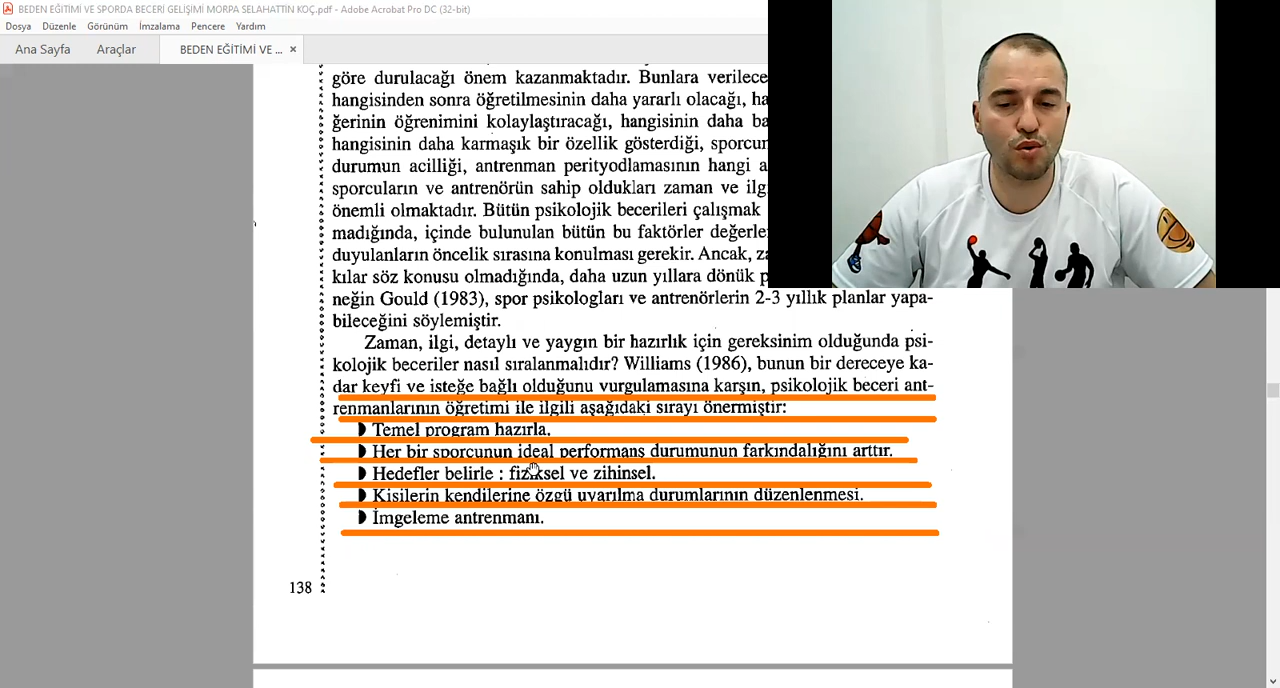 BEDEN EĞİTİMİ VE SPORDA BECERİ GELİŞİMİ MORPA SELAHATTİN KOÇ.pdf - Adobe Acrobat Pro DC (32-bit)
Dosya Düzenle Görünüm İmzalama Pencere Yardım
Ana Sayfa Araçlar BEDEN EĞİTİMİ VE ... ×
göre durulacağı önem kazanmaktadır. Bunlara verilece
hangisinden sonra öğretilmesinin daha yararlı olacağı, ha
ğerinin öğrenimini kolaylaştıracağı, hangisinin daha ba
hangisinin daha karmaşık bir özellik gösterdiği, sporcun
durumun acilliği, antrenman perityodlamasının hangi a
sporcuların ve antrenörün sahip oldukları zaman ve ilg
önemli olmaktadır. Bütün psikolojik becerileri çalışmak
madığında, içinde bulunulan bütün bu faktörler değerle
duyulanların öncelik sırasına konulması gerekir. Ancak, za
kılar söz konusu olmadığında, daha uzun yıllara dönük p
neğin Gould (1983), spor psikologları ve antrenörlerin 2-3 yıllık planlar yapa-
bileceğini söylemiştir.
Zaman, ilgi, detaylı ve yaygın bir hazırlık için gereksinim olduğunda psi-
kolojik beceriler nasıl sıralanmalıdır? Williams (1986), bunun bir dereceye ka-
dar keyfi ve isteğe bağlı olduğunu vurgulamasına karşın, psikolojik beceri ant-
renmanlarının öğretimi ile ilgili aşağıdaki sırayı önermiştir:
Temel program hazırla.
Her bir sporcunun ideal performans durumunun farkındalığını arttır.
Hedefler belirle : fiziksel ve zihinsel.
Kişilerin kendilerine özgü uyarılma durumlarının düzenlenmesi.
İmgeleme antrenmanı.
138